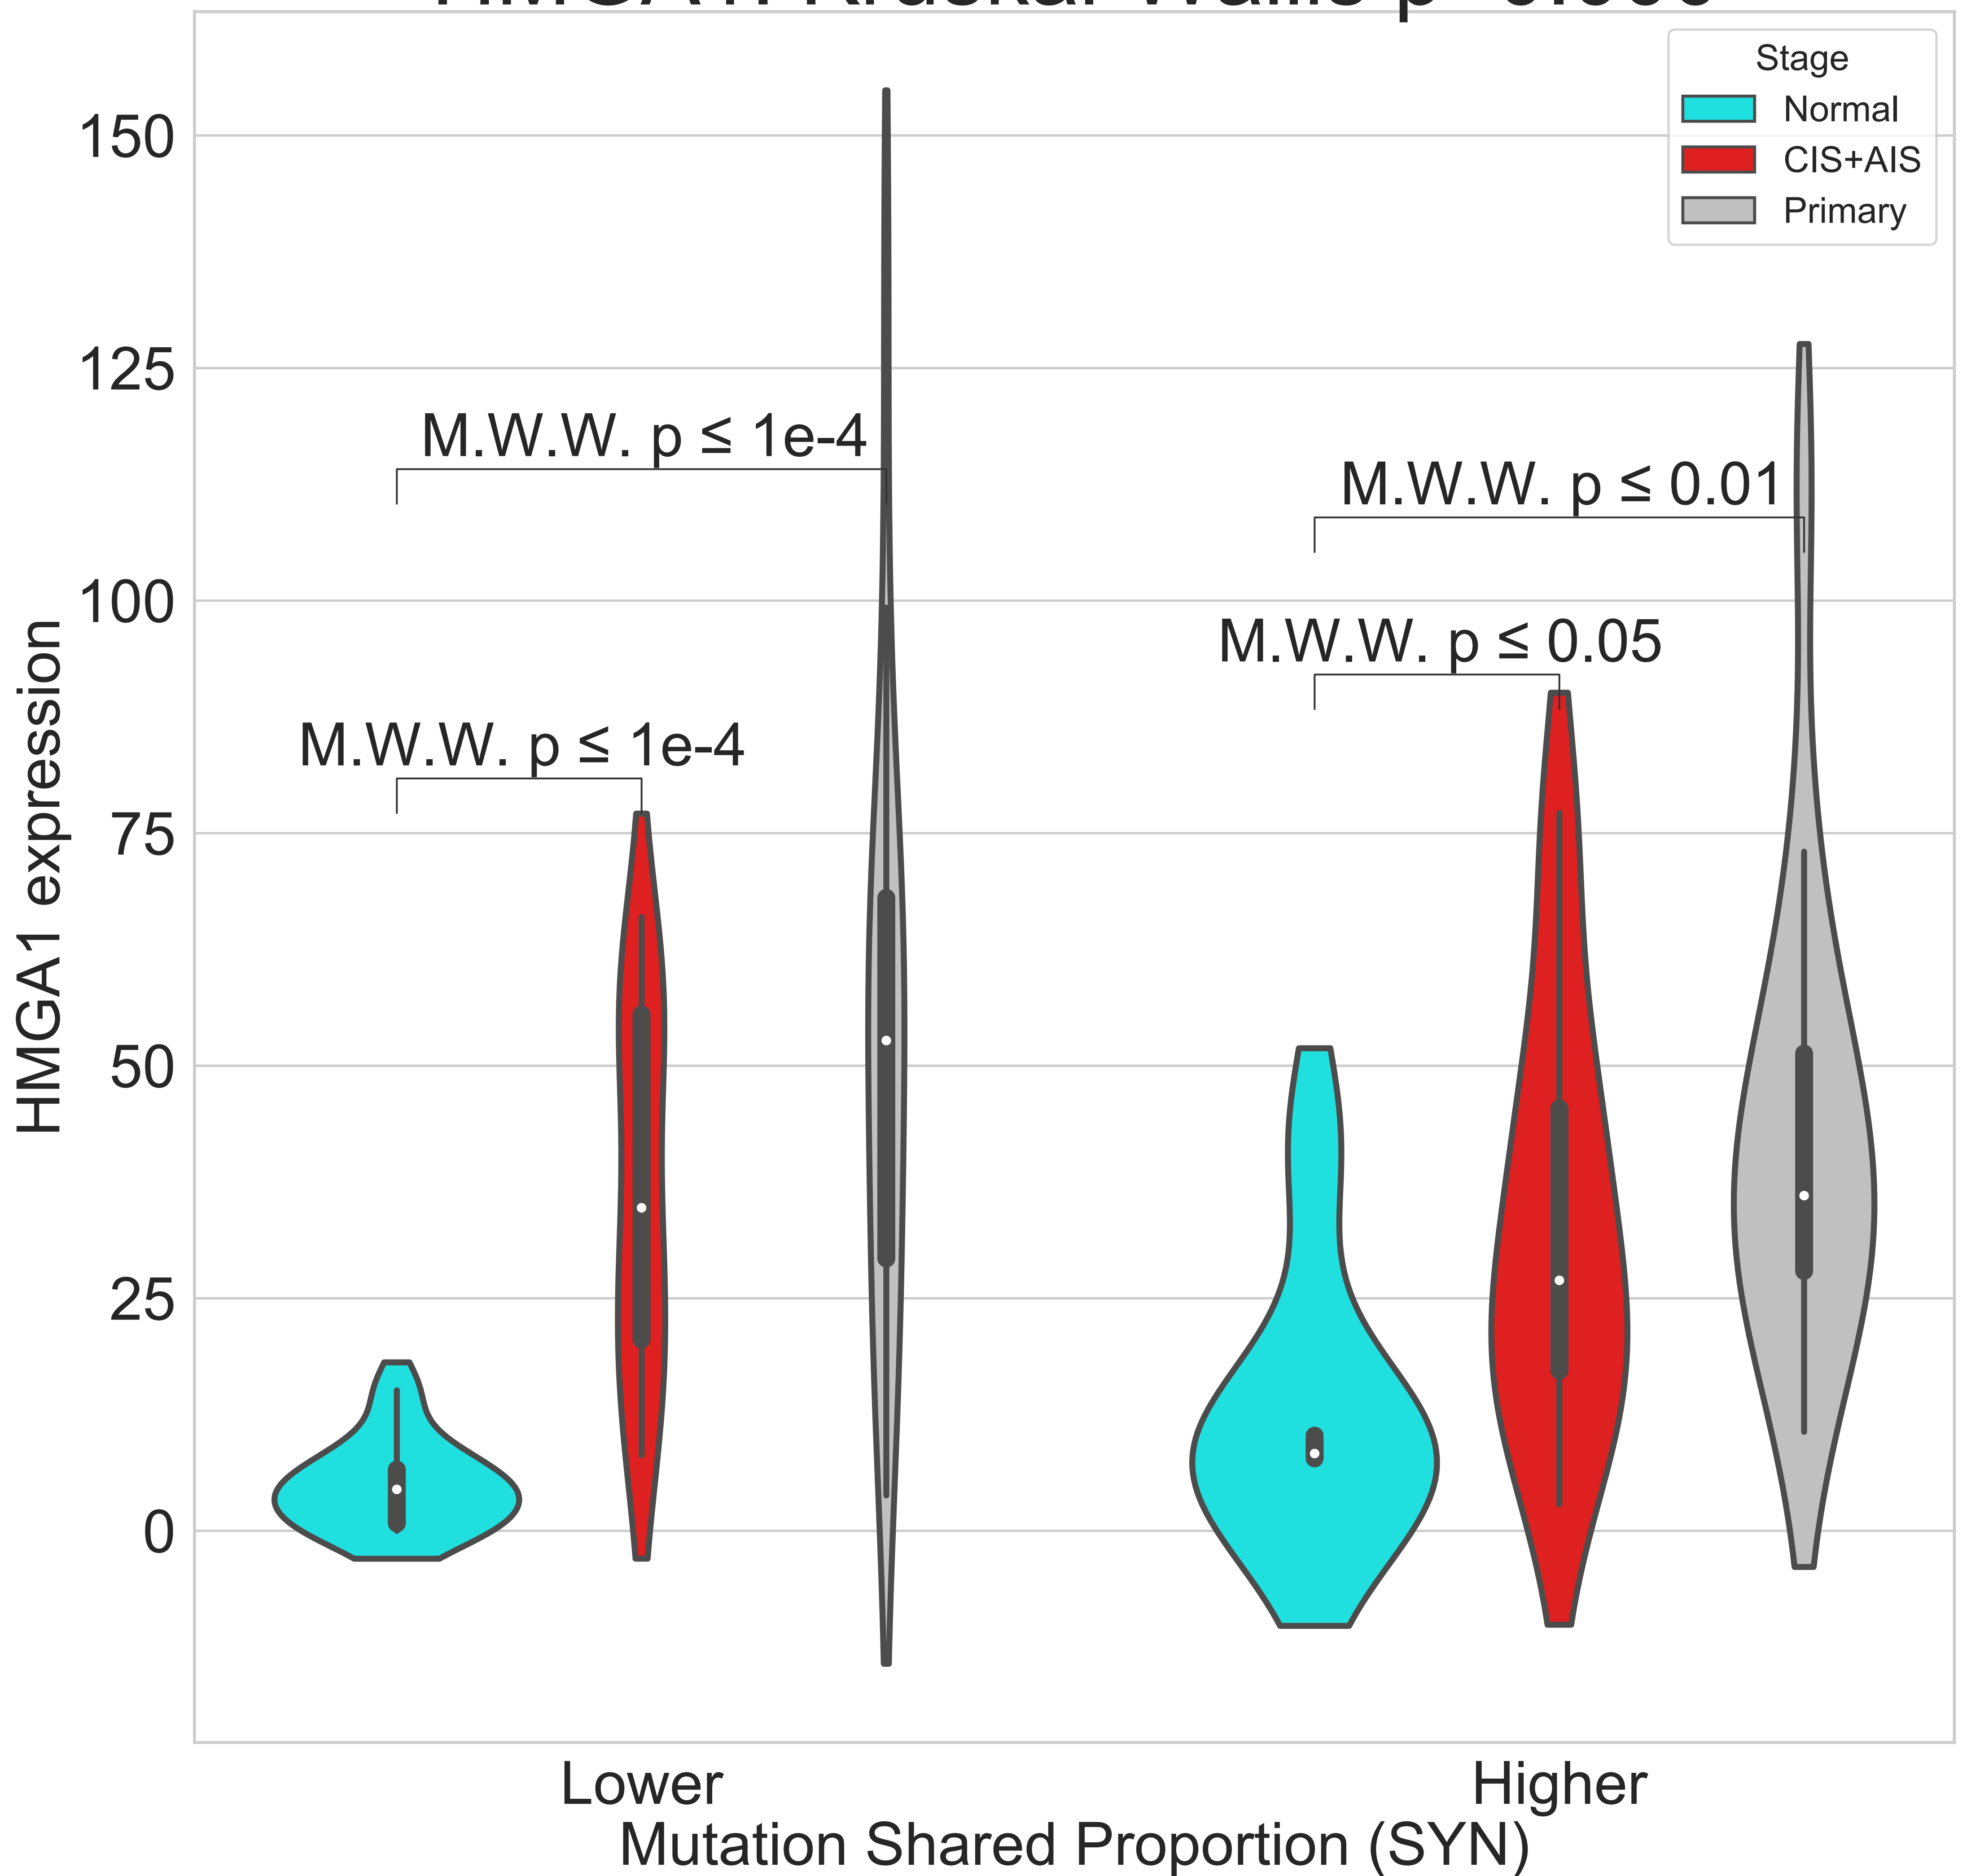 Stage
Normal
CIS+AIS
Primary
150
125
100
75
50
25
0
HMGA1 expression
M.W.W. p ≤ 1e-4
M.W.W. p ≤ 0.01
M.W.W. p ≤ 0.05
M.W.W. p ≤ 1e-4
Lower
Higher
Mutation Shared Proportion (SYN)